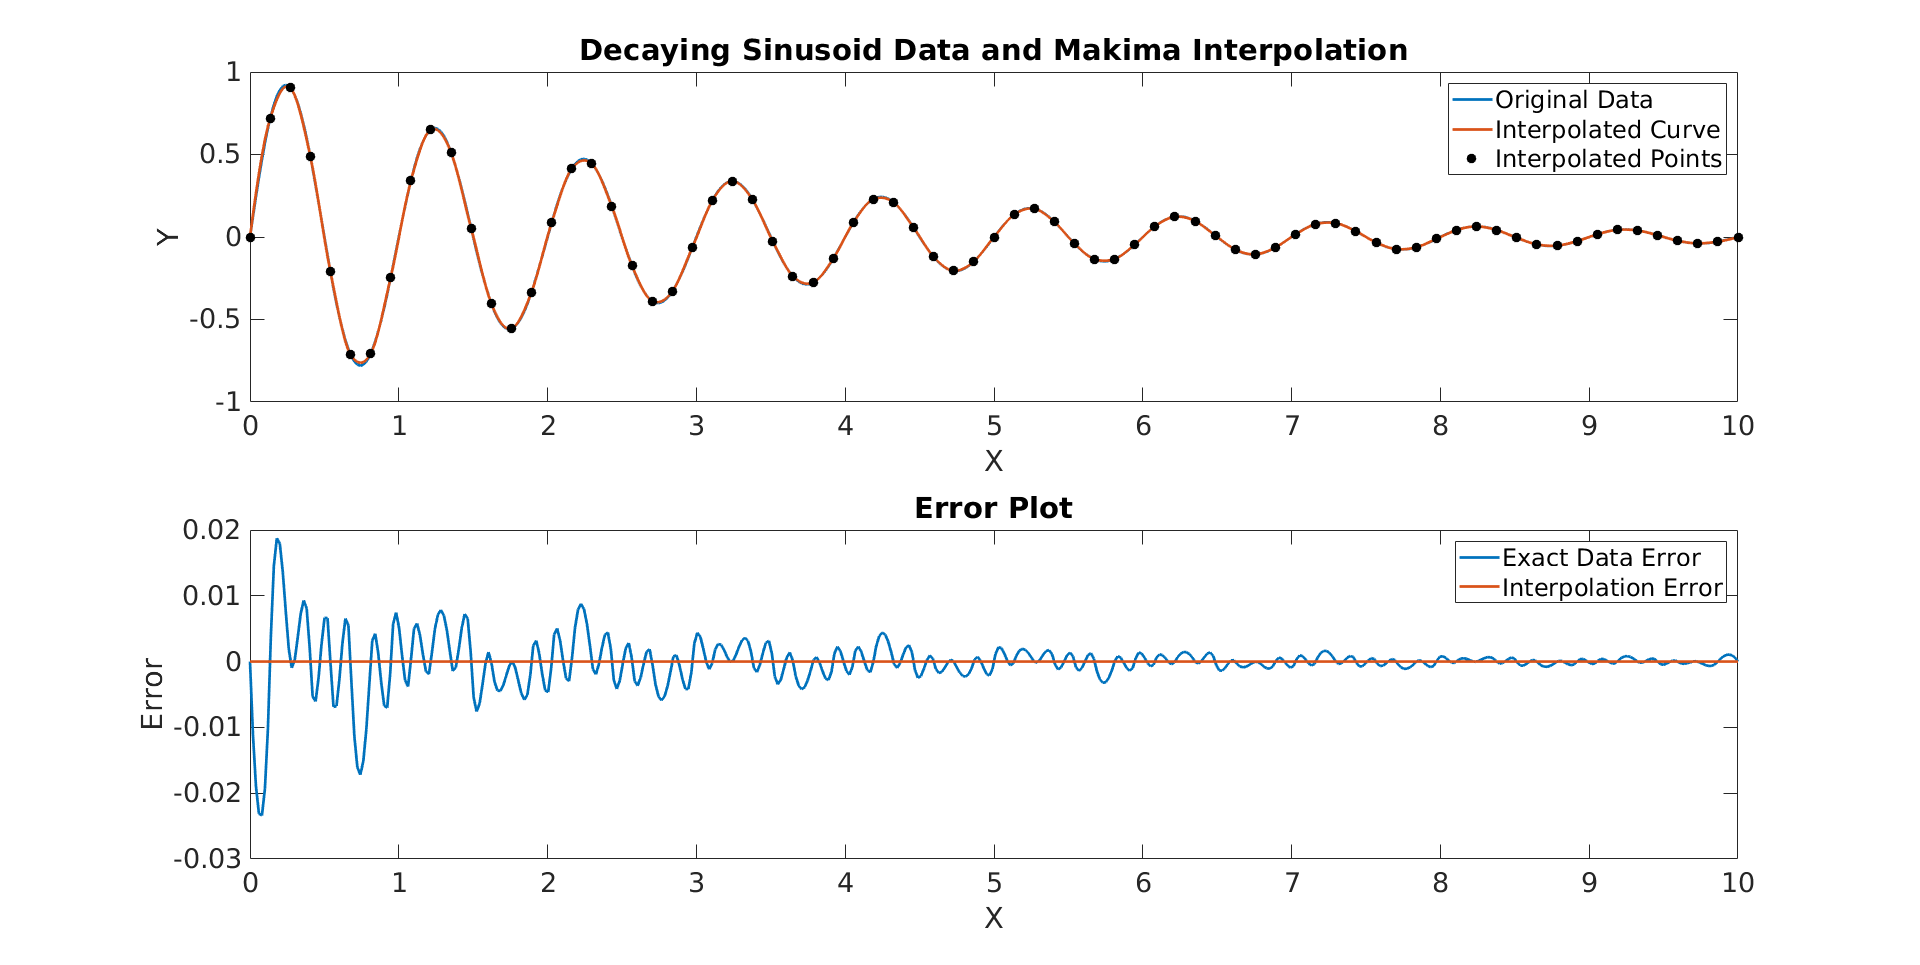 Decaying Sinusoid Data and Makima Interpolation
1
0.5
0
-0.5
-1
Y
Original Data
Interpolated Curve
Interpolated Points
0 1 2 3 4 5 6 7 8 9 10
X
Error Plot
0.02
0.01
0
-0.01
-0.02
-0.03
Error
Exact Data Error
Interpolation Error
0 1 2 3 4 5 6 7 8 9 10
X